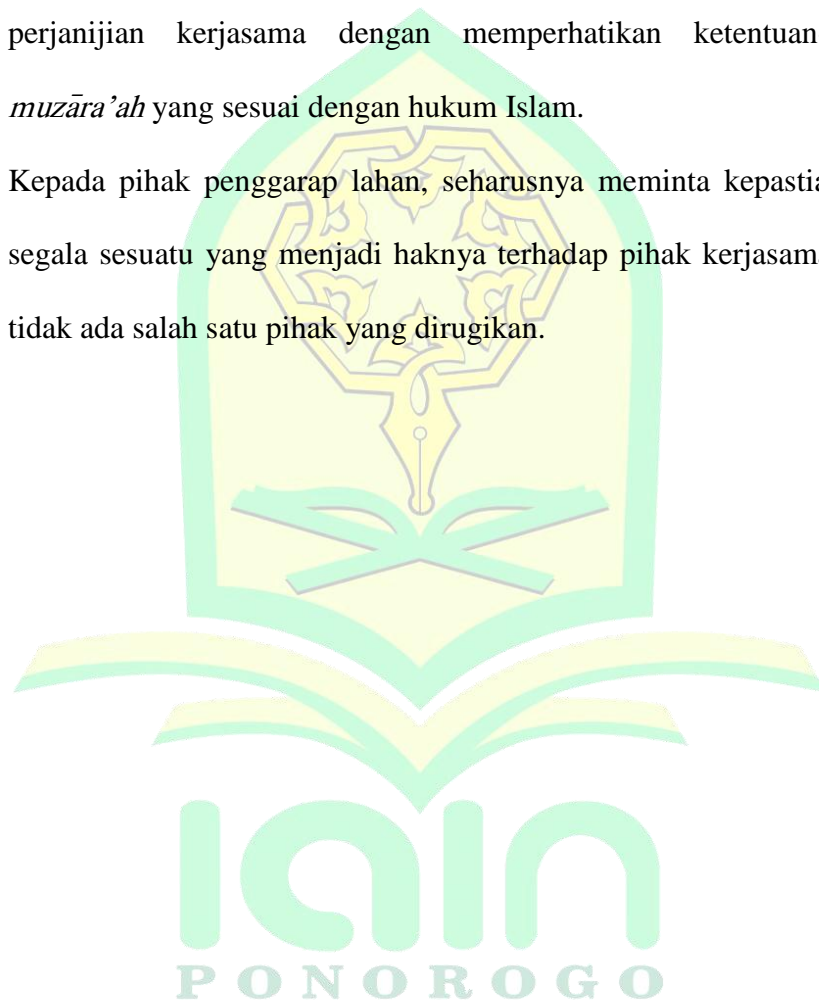 perjanijian kerjasama dengan memperhatikan ketentuan
muzāra’ah yang sesuai dengan hukum Islam.
Kepada pihak penggarap lahan, seharusnya meminta kepastia
segala sesuatu yang menjadi haknya terhadap pihak kerjasama
tidak ada salah satu pihak yang dirugikan.
iain
PONOROGO